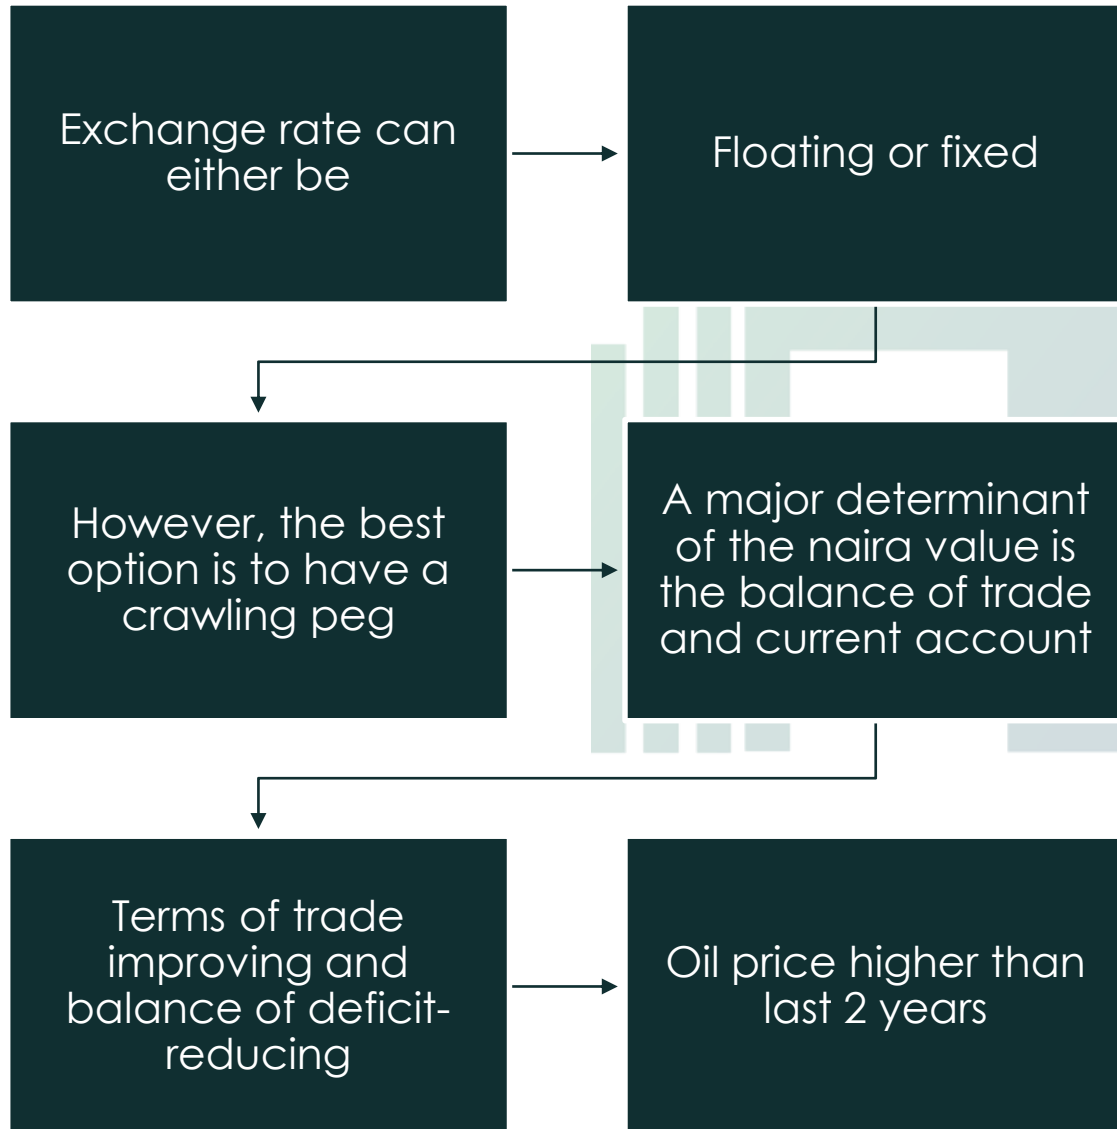 Exchange rate can
either be
Floating or fixed
However, the best
option is to have a
crawling peg
A major determinant
of the naira value is
the balance of trade
and current account
Terms of trade
improving and
balance of deficit-
reducing
Oil price higher than
last 2 years